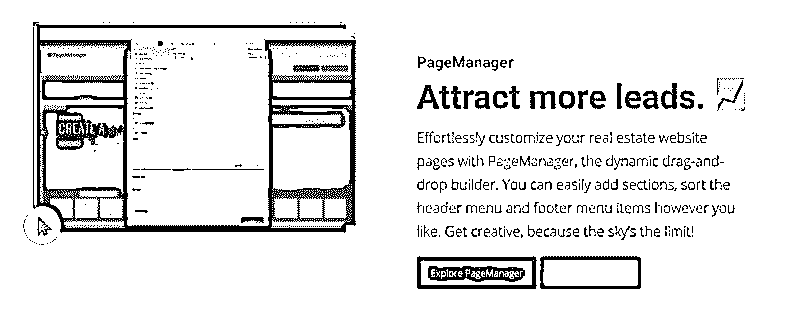 PageManager
CREATE A
PageManager
Attract more leads.
Effortlessly customize your real estate website
pages with PageManager, the dynamic drag-and-
drop builder. You can easily add sections, sort the
header menu and footer menu items however you
like. Get creative, because the sky's the limit!
Explore PageManager